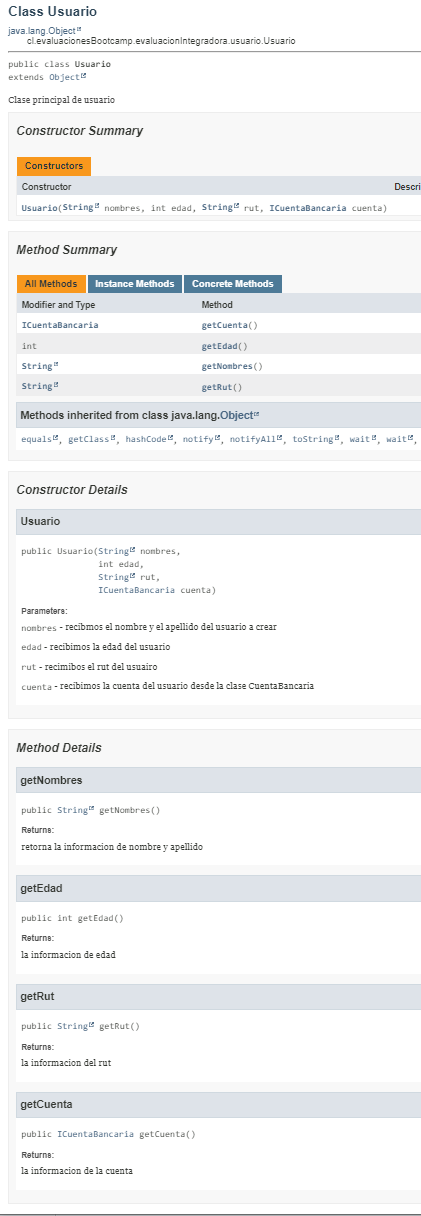 Class Usuario
java.lang.Object
cl.evaluacionesBootcamp.evaluacionIntegradora.usuario.Usuario
public class Usuario
extends Object
Clase principal de usuario
Constructor Summary
Constructors
Constructor Descri
Usuario(String nombres, int edad, String rut, ICuentaBancaria cuenta)
Method Summary
All Methods Instance Methods Concrete Methods
Modifier and Type Method
ICuentaBancaria getCuenta()
int getEdad()
String getNombres()
String getRut()
Methods inherited from class java.lang.Object
equals, getClass, hashCode, notify, notifyAll, toString, wait, wait,
Constructor Details
Usuario
public Usuario(String nombres,
int edad,
String rut,
ICuentaBancaria cuenta)
Parameters:
nombres - recibmos el nombre y el apellido del usuario a crear
edad - recibimos la edad del usuario
rut - recimibos el rut del usuairo
cuenta - recibimos la cuenta del usuario desde la clase CuentaBancaria
Method Details
getNombres
public String getNombres()
Returns:
retorna la informacion de nombre y apellido
getEdad
public int getEdad()
Returns:
la informacion de edad
getRut
public String getRut()
Returns:
la informacion del rut
getCuenta
public ICuentaBancaria getCuenta()
Returns:
la informacion de la cuenta